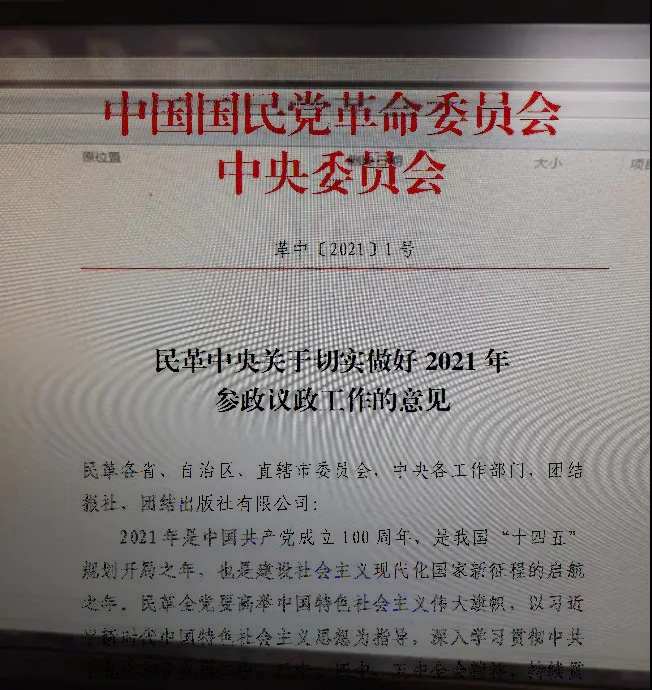 中国国民党革命委员会
原位置 大小
中央委员会
革中〔2021〕1号
民革中央关于切实做好 2021 年
参政议政工作的意见
民革各省、自治区、直辖市委员会，中央各工作部门，团结
报社、团结出版社有限公司：
2021 年是中国共产党成立 100 周年，是我国“十四五”
规划开局之年，也是建设社会主义现代化国家新征程的启航
之年。民革全党要高举中国特色社会主义伟大旗帜，以习近
平新时代中国特色社会主义思想为指导，深入学习贯彻中共
五中全会精神，持续贯